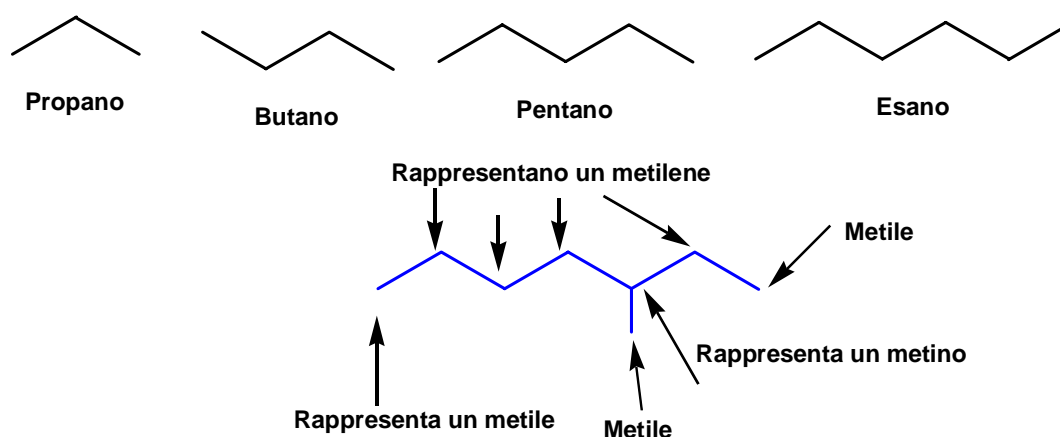 Propano
Butano
Pentano
Esano
Rappresentano un metilene
Metile
Rappresenta un metino
Rappresenta un metile
Metile